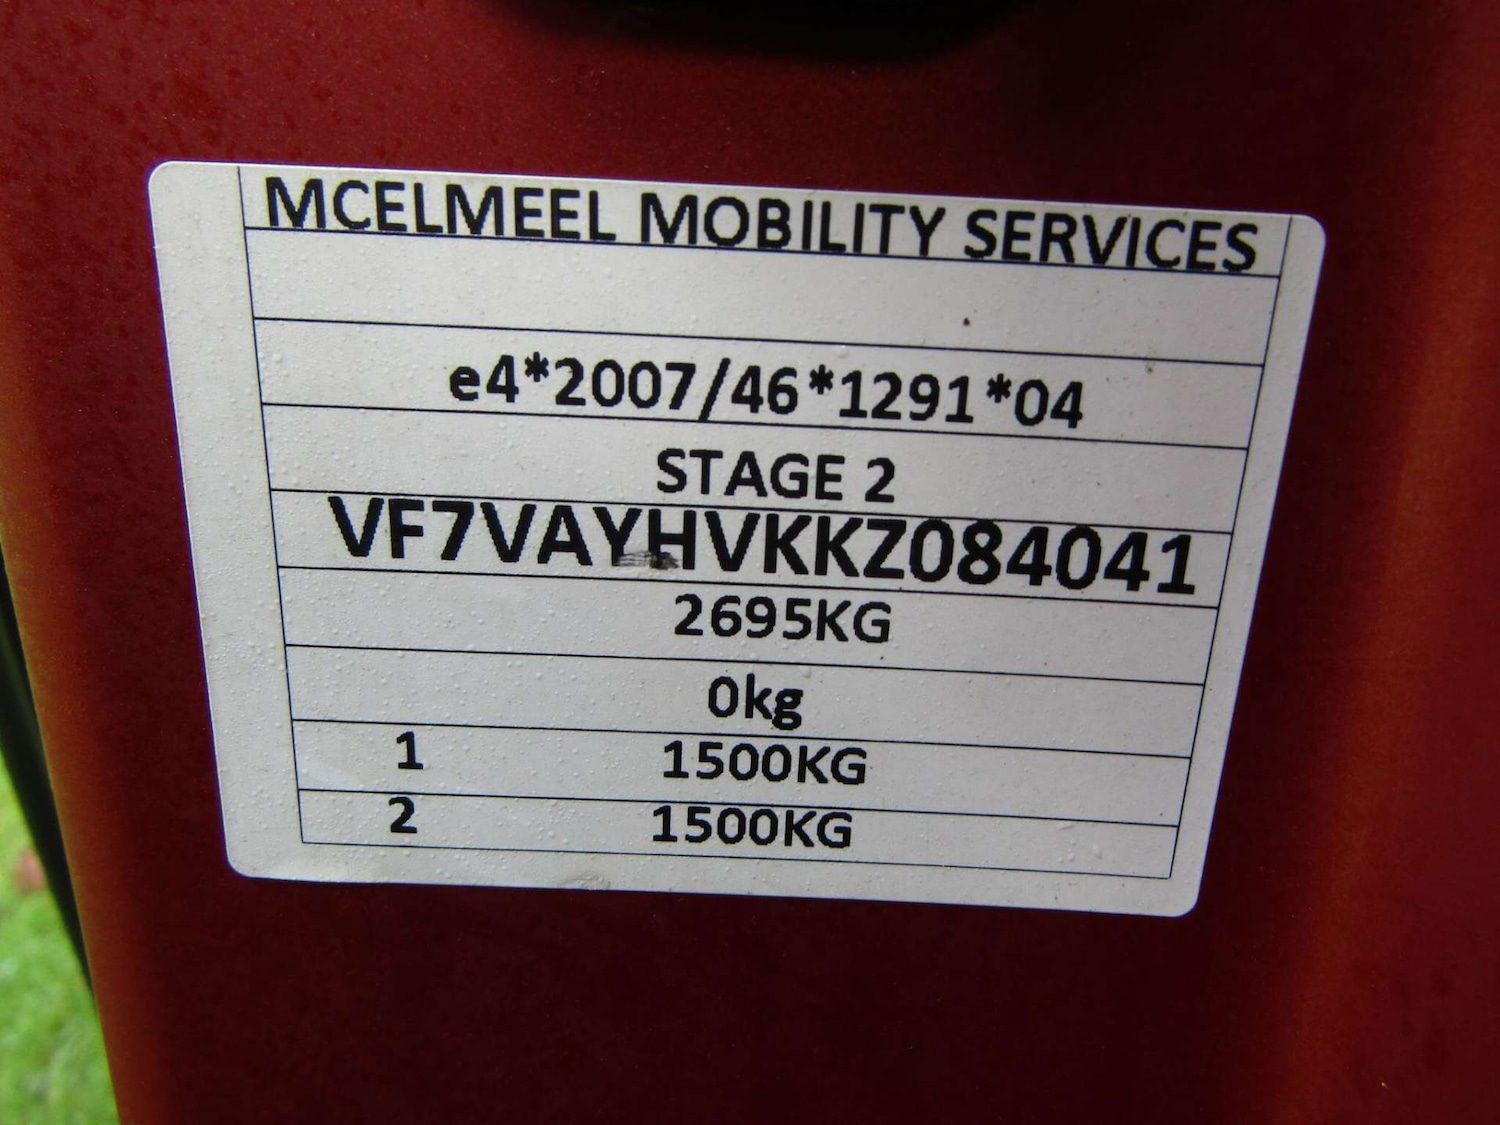 MCELMEEL MOBILITY SERVICES
e4*2007/46*1291*04
STAGE 2
VF7VAYHVKKZ084041
2695KG
0kg
1 1500KG
2 1500KG